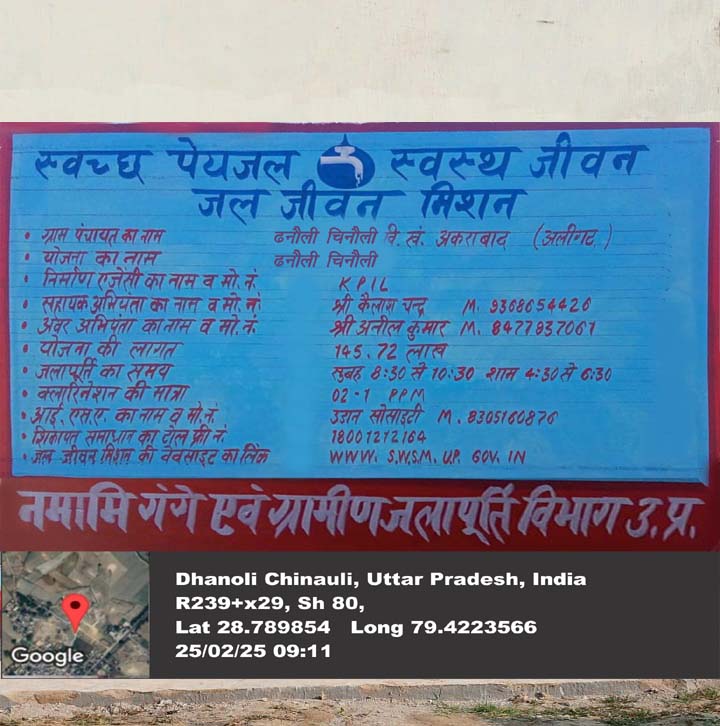 स्वच्छ पेयजल स्वस्थ जीवन
जल जीवन मिशन
• ग्राम पंचायत का नाम ढनौली चिनौली वि. खं. अकराबाद (अलीगढ.)
• योजना का नाम ढनौली चिनौली
• निर्माण एजेंसी का नाम व मो. नं. KPIL
• सहायक अभियंता का नाम व मो. नं. श्री कैलाश चन्द्र M. 9368654420
• अवर अभियंता का नाम व मो. नं. श्री अनील कुमार M. 8477937061
• योजना की लागत 145.72 लाख
• जलापूर्ति का समय सुबह 8:30 से 10:30 शाम 4:30 से 6:30
• क्लोरिनेशन की मात्रा 02-1 PPM
• आई. एस.ए. का नाम व मो. नं. उडान सोसाइटी M. 8305160876
• शिकायत समाधान का टोल फ्री नं. 18001212164
• जल जीवन मिशन की वेबसाइट का लिंक WWW. SWSM. UP. GOV. IN
नमामि गंगे एवं ग्रामीण जलापूर्ति विभाग उ.प्र.
Dhanoli Chinauli, Uttar Pradesh, India
R239+x29, Sh 80,
Lat 28.789854 Long 79.4223566
25/02/25 09:11
Google